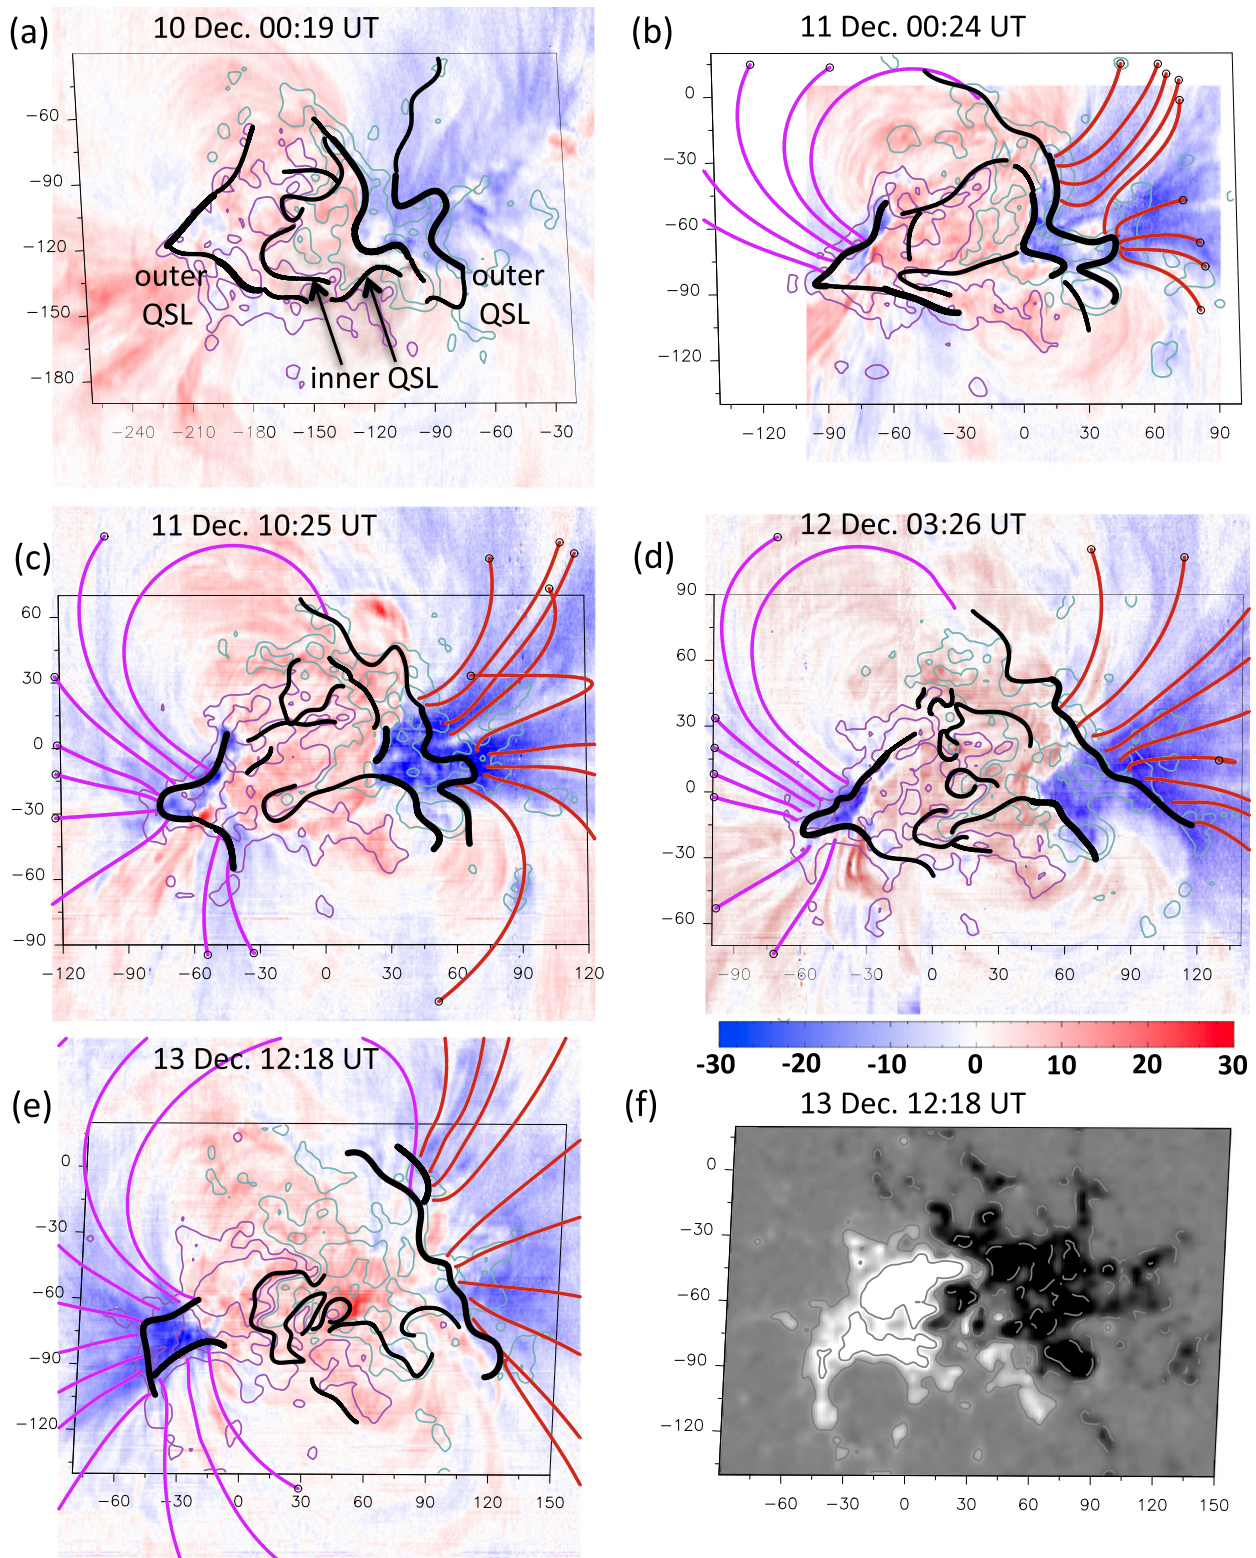 (a) 10 Dec. 00:19 UT
−60
−90
−120
−150
−180
outer QSL
outer QSL
inner QSL
−240 −210 −180 −150 −120 −90 −60 −30
(b) 11 Dec. 00:24 UT
0
−30
−60
−90
−120
−120 −90 −60 −30 0 30 60 90
(c) 11 Dec. 10:25 UT
60
30
0
−30
−60
−90
−120 −90 −60 −30 0 30 60 90 120
(d) 12 Dec. 03:26 UT
90
60
30
0
−30
−60
−90 −60 −30 0 30 60 90 120
-30 -20 -10 0 10 20 30
(e) 13 Dec. 12:18 UT
0
−30
−60
−90
−120
−60 −30 0 30 60 90 120 150
(f) 13 Dec. 12:18 UT
0
−30
−60
−90
−120
−60 −30 0 30 60 90 120 150